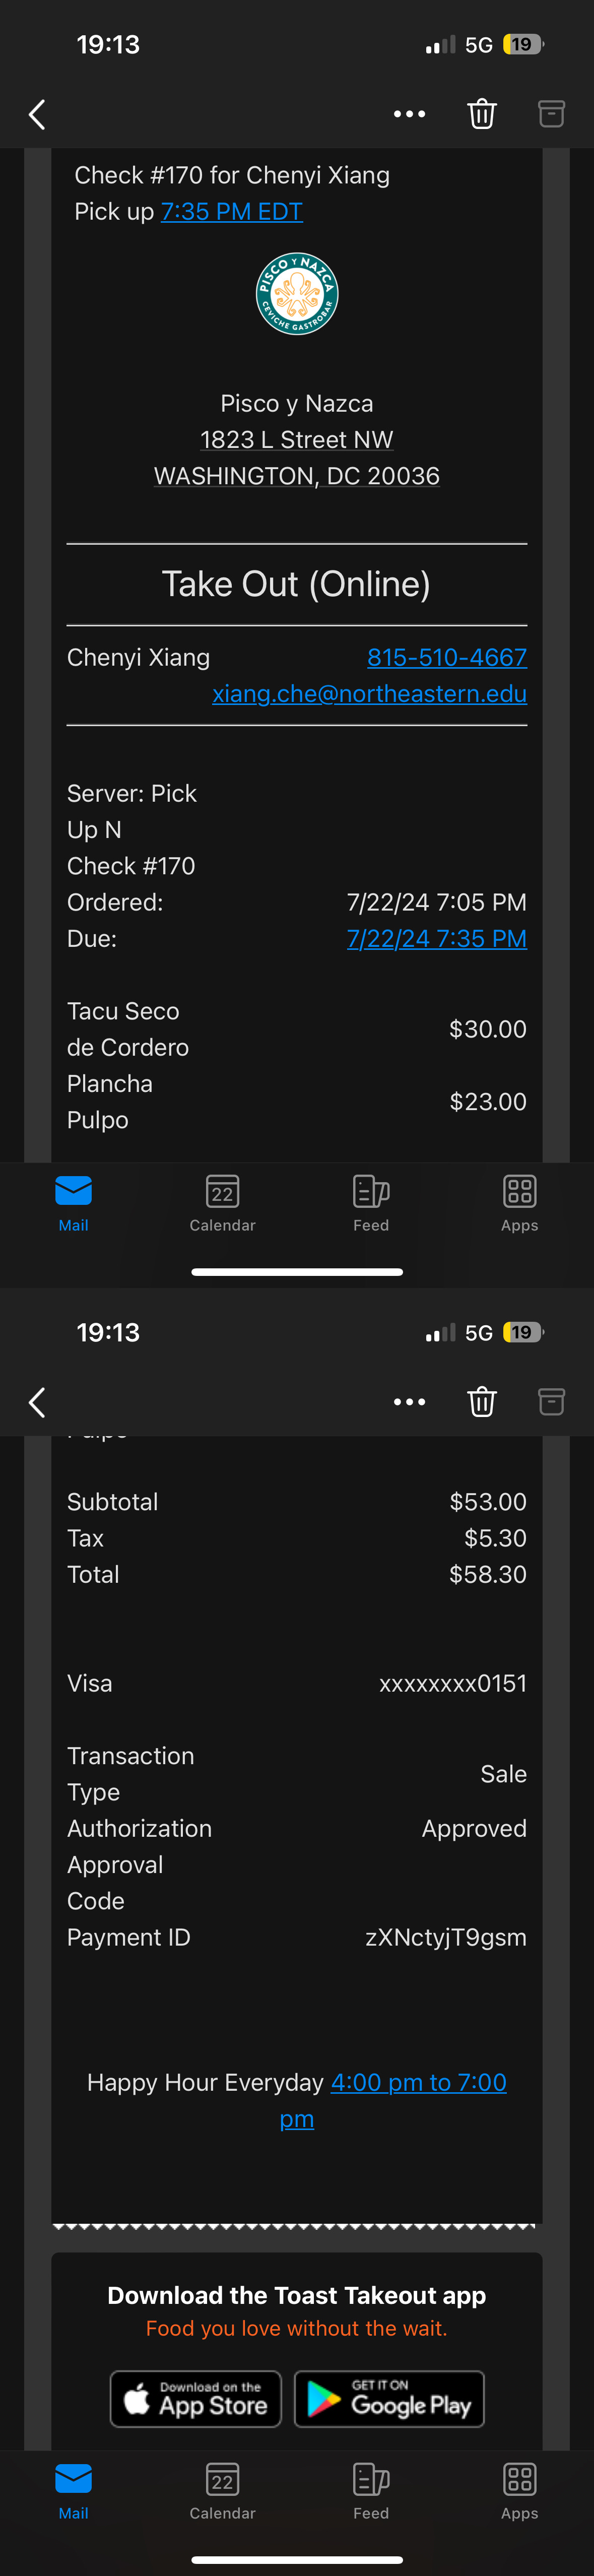 19:13
5G 19
Check #170 for Chenyi Xiang
Pick up 7:35 PM EDT
PISCO Y NAZCA
CEVICHE GASTROBAR
Pisco y Nazca
1823 L Street NW
WASHINGTON, DC 20036
Take Out (Online)
Chenyi Xiang 815-510-4667
xiang.che@northeastern.edu
Server: Pick
Up N
Check #170
Ordered: 7/22/24 7:05 PM
Due: 7/22/24 7:35 PM
Tacu Seco
de Cordero $30.00
Plancha
Pulpo $23.00
22
Mail Calendar Feed Apps
19:13
5G 19
Subtotal $53.00
Tax $5.30
Total $58.30
Visa xxxxxxxx0151
Transaction
Type Sale
Authorization Approved
Approval
Code
Payment ID zXNctyjT9gsm
Happy Hour Everyday 4:00 pm to 7:00
pm
Download the Toast Takeout app
Food you love without the wait.
Download on the GET IT ON
App Store Google Play
22
Mail Calendar Feed Apps